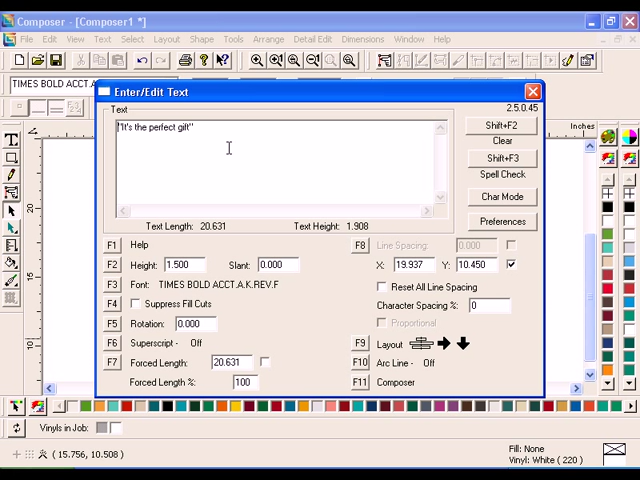 Composer - [Composer1 *]
File Edit View Text Select Layout Shape Tools Arrange Detail Edit Dimensions
TIMES BOLD ACCT.A
Inches
Enter/Edit Text
2.5.0.45
Text
"It's the perfect gift"
Shift+F2
Clear
Shift+F3
Spell Check
Char Mode
Preferences
Text Length: 20.631 Text Height: 1.908
F1 Help F8 Line Spacing: 0.000
F2 Height: 1.500 Slant: 0.000 X: 19.937 Y: 10.450
F3 Font: TIMES BOLD ACCT.A.K.REV.F Reset All Line Spacing
F4 Suppress Fill Cuts Character Spacing %: 0
F5 Rotation: 0.000 Proportional
F6 Superscript - Off F9 Layout
F7 Forced Length: 20.631 F10 Arc Line - Off
Forced Length %: 100 F11 Composer
20
15
10
Vinyls in Job:
(15.756, 10.508)
Fill: None
Vinyl: White ( 220 )